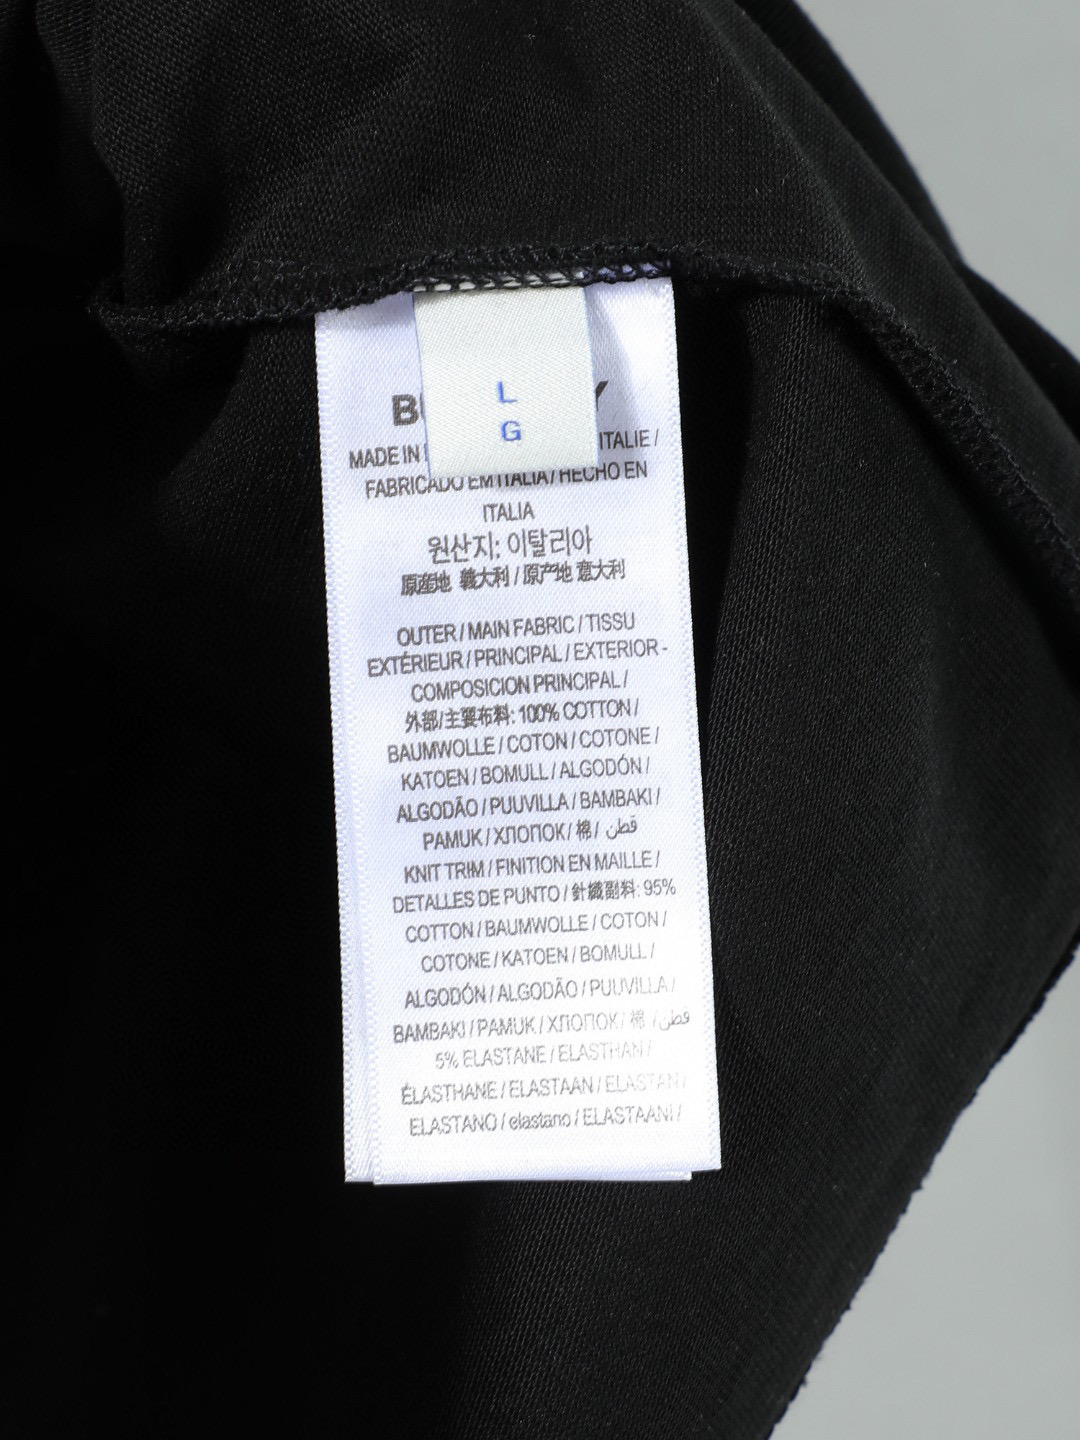 L
G
MADE IN ITALIE /
FABRICADO EM ITALIA / HECHO EN
ITALIA
원산지: 이탈리아
原産地 義大利 / 原产地 意大利
OUTER / MAIN FABRIC / TISSU
EXTÉRIEUR / PRINCIPAL / EXTERIOR -
COMPOSICION PRINCIPAL /
外部/主要布料: 100% COTTON /
BAUMWOLLE / COTON / COTONE /
KATOEN / BOMULL / ALGODÓN /
ALGODÃO / PUUVILLA / BAMBAKI /
PAMUK / ХЛОПОК / 棉 / قطن
KNIT TRIM / FINITION EN MAILLE /
DETALLES DE PUNTO / 針織副料: 95%
COTTON / BAUMWOLLE / COTON /
COTONE / KATOEN / BOMULL /
ALGODÓN / ALGODÃO / PUUVILLA /
BAMBAKI / PAMUK / ХЛОПОК / 棉 / قطن
5% ELASTANE / ELASTHAN /
ÉLASTHANE / ELASTAAN / ELASTAN /
ELASTANO / elastano / ELASTAANI /